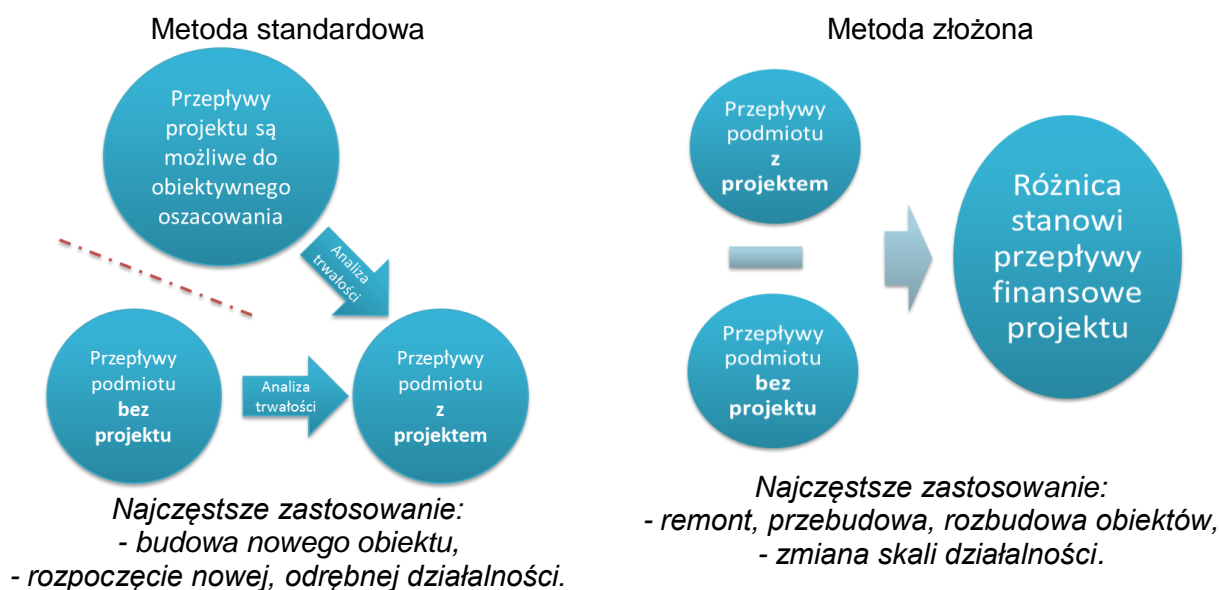 Metoda standardowa
Przepływy
projektu są
możliwe do
obiektywnego
oszacowania
Analiza
trwałości
Przepływy
podmiotu
bez
projektu
Analiza
trwałości
Przepływy
podmiotu
z
projektem
Najczęstsze zastosowanie:
- budowa nowego obiektu,
- rozpoczęcie nowej, odrębnej działalności.
Metoda złożona
Przepływy
podmiotu
z
projektem
Przepływy
podmiotu
bez
projektu
Różnica
stanowi
przepływy
finansowe
projektu
Najczęstsze zastosowanie:
- remont, przebudowa, rozbudowa obiektów,
- zmiana skali działalności.